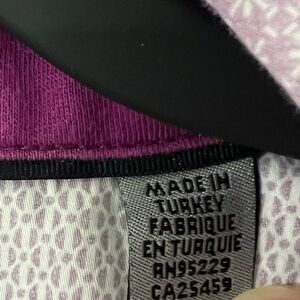 MADE IN
TURKEY
FABRIQUE
EN TURQUIE
RN95229
CA25459